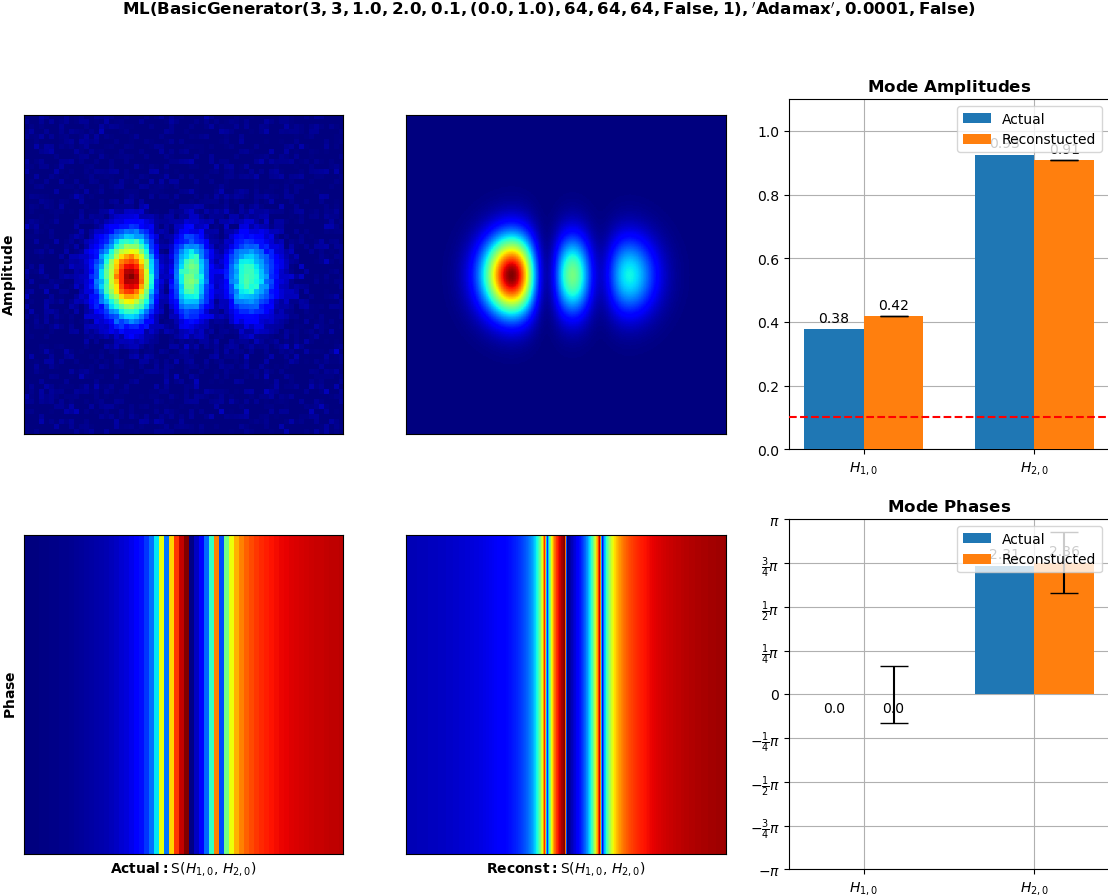 ML(BasicGenerator(3, 3, 1.0, 2.0, 0.1, (0.0, 1.0), 64, 64, 64, False, 1), ′Adamax′, 0.0001, False)
Amplitude
Mode Amplitudes
Actual
Reconstucted
1.0
0.8
0.6
0.4
0.2
0.0
0.38
0.42
0.91
H1, 0
H2, 0
Phase
Actual: S(H1, 0, H2, 0)
Reconst: S(H1, 0, H2, 0)
Mode Phases
Actual
Reconstucted
π
3/4π
1/2π
1/4π
0
−1/4π
−1/2π
−3/4π
−π
0.0
0.0
2.31
2.36
H1, 0
H2, 0